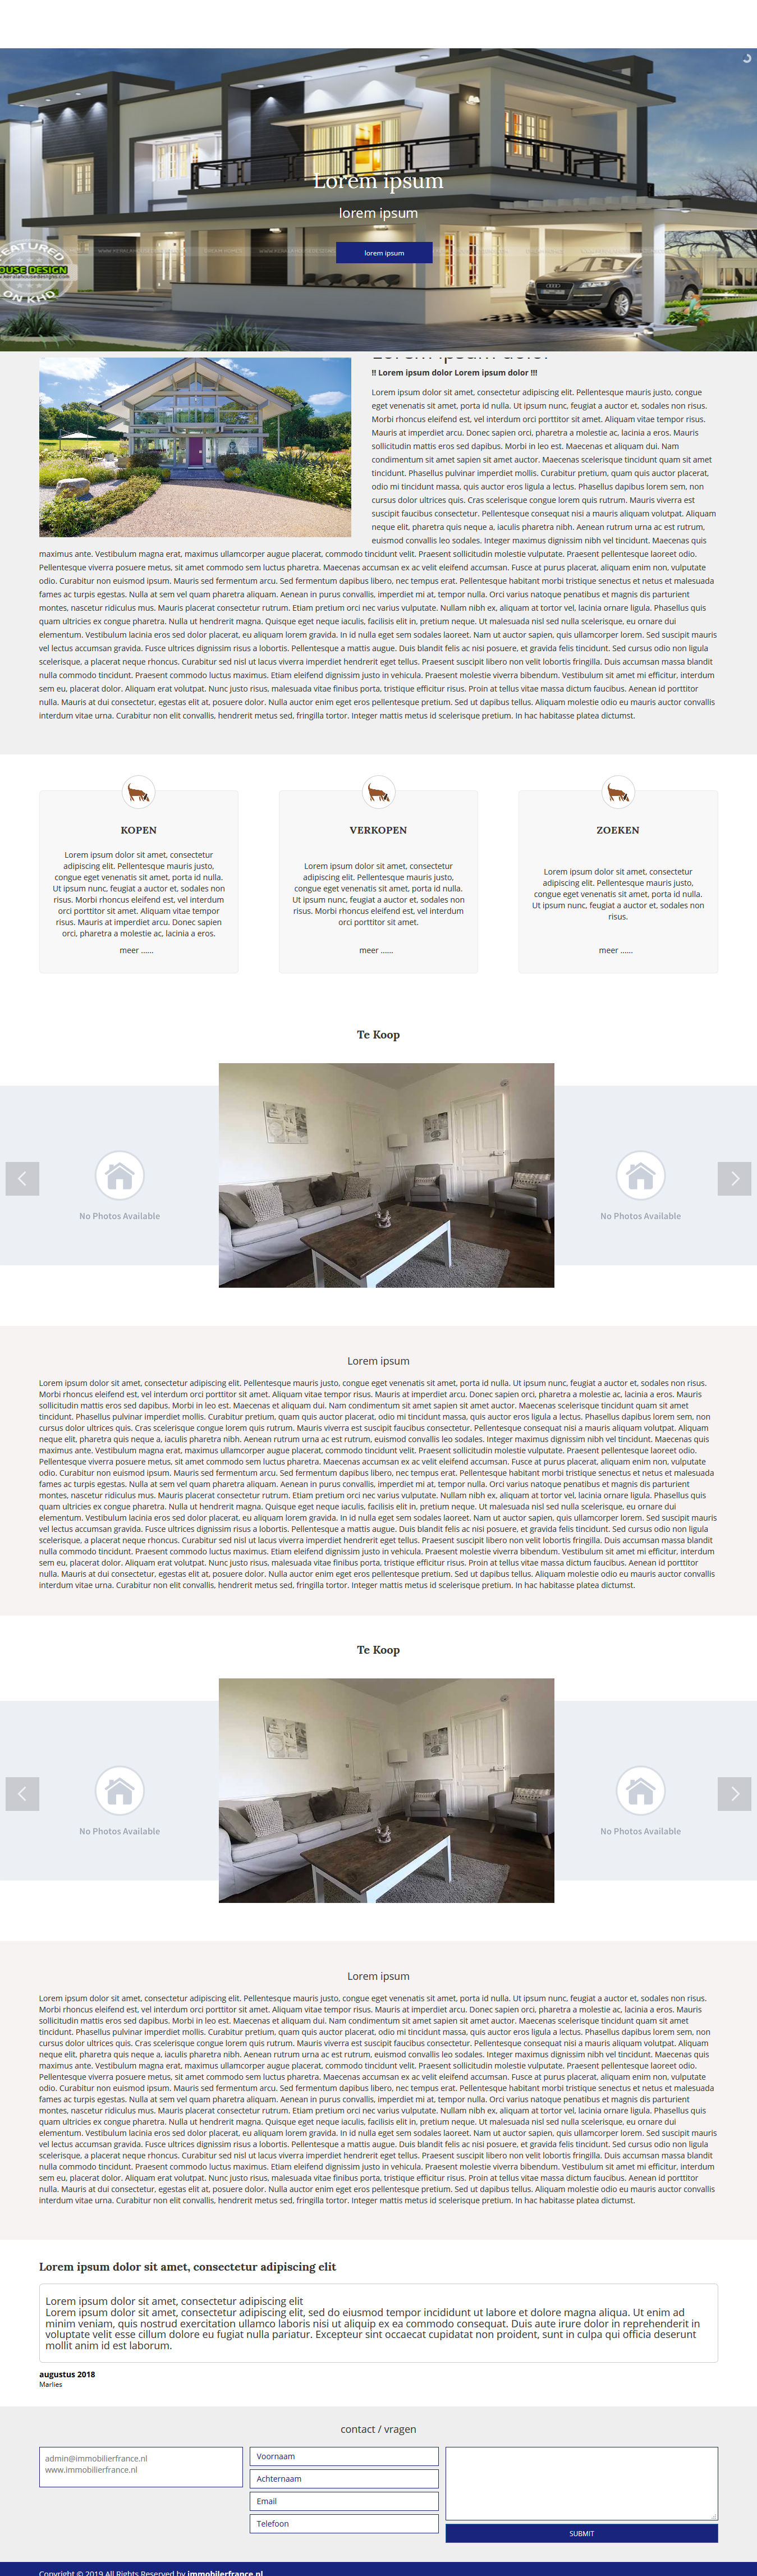 Lorem ipsum
lorem ipsum
lorem ipsum
FEATURED
HOUSE DESIGN
ON KHD
Lorem ipsum dolor
!! Lorem ipsum dolor Lorem ipsum dolor !!!
Lorem ipsum dolor sit amet, consectetur adipiscing elit. Pellentesque mauris justo, congue
eget venenatis sit amet, porta id nulla. Ut ipsum nunc, feugiat a auctor et, sodales non risus.
Morbi rhoncus eleifend est, vel interdum orci porttitor sit amet. Aliquam vitae tempor risus.
Mauris at imperdiet arcu. Donec sapien orci, pharetra a molestie ac, lacinia a eros. Mauris
sollicitudin mattis eros sed dapibus. Morbi in leo est. Maecenas et aliquam dui. Nam
condimentum sit amet sapien sit amet auctor. Maecenas scelerisque tincidunt quam sit amet
tincidunt. Phasellus pulvinar imperdiet mollis. Curabitur pretium, quam quis auctor placerat,
odio mi tincidunt massa, quis auctor eros ligula a lectus. Phasellus dapibus lorem sem, non
cursus dolor ultrices quis. Cras scelerisque congue lorem quis rutrum. Mauris viverra est
suscipit faucibus consectetur. Pellentesque consequat nisi a mauris aliquam volutpat. Aliquam
neque elit, pharetra quis neque a, iaculis pharetra nibh. Aenean rutrum urna ac est rutrum,
euismod convallis leo sodales. Integer maximus dignissim nibh vel tincidunt. Maecenas quis
maximus ante. Vestibulum magna erat, maximus ullamcorper augue placerat, commodo tincidunt velit. Praesent sollicitudin molestie vulputate. Praesent pellentesque laoreet odio.
Pellentesque viverra posuere metus, sit amet commodo sem luctus pharetra. Maecenas accumsan ex ac velit eleifend accumsan. Fusce at purus placerat, aliquam enim non, vulputate
odio. Curabitur non euismod ipsum. Mauris sed fermentum arcu. Sed fermentum dapibus libero, nec tempus erat. Pellentesque habitant morbi tristique senectus et netus et malesuada
fames ac turpis egestas. Nulla at sem vel quam pharetra aliquam. Aenean in purus convallis, imperdiet mi at, tempor nulla. Orci varius natoque penatibus et magnis dis parturient
montes, nascetur ridiculus mus. Mauris placerat consectetur rutrum. Etiam pretium orci nec varius vulputate. Nullam nibh ex, aliquam at tortor vel, lacinia ornare ligula. Phasellus quis
quam ultricies ex congue pharetra. Nulla ut hendrerit magna. Quisque eget neque iaculis, facilisis elit in, pretium neque. Ut malesuada nisl sed nulla scelerisque, eu ornare dui
elementum. Vestibulum lacinia eros sed dolor placerat, eu aliquam lorem gravida. In id nulla eget sem sodales laoreet. Nam ut auctor sapien, quis ullamcorper lorem. Sed suscipit mauris
vel lectus accumsan gravida. Fusce ultrices dignissim risus a lobortis. Pellentesque a mattis augue. Duis blandit felis ac nisi posuere, et gravida felis tincidunt. Sed cursus odio non ligula
scelerisque, a placerat neque rhoncus. Curabitur sed nisl ut lacus viverra imperdiet hendrerit eget tellus. Praesent suscipit libero non velit lobortis fringilla. Duis accumsan massa blandit
nulla commodo tincidunt. Praesent commodo luctus maximus. Etiam eleifend dignissim justo in vehicula. Praesent molestie viverra bibendum. Vestibulum sit amet mi efficitur, interdum
sem eu, placerat dolor. Aliquam erat volutpat. Nunc justo risus, malesuada vitae finibus porta, tristique efficitur risus. Proin at tellus vitae massa dictum faucibus. Aenean id porttitor
nulla. Mauris at dui consectetur, egestas elit at, posuere dolor. Nulla auctor enim eget eros pellentesque pretium. Sed ut dapibus tellus. Aliquam molestie odio eu mauris auctor convallis
interdum vitae urna. Curabitur non elit convallis, hendrerit metus sed, fringilla tortor. Integer mattis metus id scelerisque pretium. In hac habitasse platea dictumst.
KOPEN
Lorem ipsum dolor sit amet, consectetur
adipiscing elit. Pellentesque mauris justo,
congue eget venenatis sit amet, porta id nulla.
Ut ipsum nunc, feugiat a auctor et, sodales non
risus. Morbi rhoncus eleifend est, vel interdum
orci porttitor sit amet. Aliquam vitae tempor
risus. Mauris at imperdiet arcu. Donec sapien
orci, pharetra a molestie ac, lacinia a eros.
meer ......
VERKOPEN
Lorem ipsum dolor sit amet, consectetur
adipiscing elit. Pellentesque mauris justo,
congue eget venenatis sit amet, porta id nulla.
Ut ipsum nunc, feugiat a auctor et, sodales non
risus. Morbi rhoncus eleifend est, vel interdum
orci porttitor sit amet.
meer ......
ZOEKEN
Lorem ipsum dolor sit amet, consectetur
adipiscing elit. Pellentesque mauris justo,
congue eget venenatis sit amet, porta id nulla.
Ut ipsum nunc, feugiat a auctor et, sodales non
risus.
meer ......
Te Koop
No Photos Available
No Photos Available
Lorem ipsum
Lorem ipsum dolor sit amet, consectetur adipiscing elit. Pellentesque mauris justo, congue eget venenatis sit amet, porta id nulla. Ut ipsum nunc, feugiat a auctor et, sodales non risus.
Morbi rhoncus eleifend est, vel interdum orci porttitor sit amet. Aliquam vitae tempor risus. Mauris at imperdiet arcu. Donec sapien orci, pharetra a molestie ac, lacinia a eros. Mauris
sollicitudin mattis eros sed dapibus. Morbi in leo est. Maecenas et aliquam dui. Nam condimentum sit amet sapien sit amet auctor. Maecenas scelerisque tincidunt quam sit amet
tincidunt. Phasellus pulvinar imperdiet mollis. Curabitur pretium, quam quis auctor placerat, odio mi tincidunt massa, quis auctor eros ligula a lectus. Phasellus dapibus lorem sem, non
cursus dolor ultrices quis. Cras scelerisque congue lorem quis rutrum. Mauris viverra est suscipit faucibus consectetur. Pellentesque consequat nisi a mauris aliquam volutpat. Aliquam
neque elit, pharetra quis neque a, iaculis pharetra nibh. Aenean rutrum urna ac est rutrum, euismod convallis leo sodales. Integer maximus dignissim nibh vel tincidunt. Maecenas quis
maximus ante. Vestibulum magna erat, maximus ullamcorper augue placerat, commodo tincidunt velit. Praesent sollicitudin molestie vulputate. Praesent pellentesque laoreet odio.
Pellentesque viverra posuere metus, sit amet commodo sem luctus pharetra. Maecenas accumsan ex ac velit eleifend accumsan. Fusce at purus placerat, aliquam enim non, vulputate
odio. Curabitur non euismod ipsum. Mauris sed fermentum arcu. Sed fermentum dapibus libero, nec tempus erat. Pellentesque habitant morbi tristique senectus et netus et malesuada
fames ac turpis egestas. Nulla at sem vel quam pharetra aliquam. Aenean in purus convallis, imperdiet mi at, tempor nulla. Orci varius natoque penatibus et magnis dis parturient
montes, nascetur ridiculus mus. Mauris placerat consectetur rutrum. Etiam pretium orci nec varius vulputate. Nullam nibh ex, aliquam at tortor vel, lacinia ornare ligula. Phasellus quis
quam ultricies ex congue pharetra. Nulla ut hendrerit magna. Quisque eget neque iaculis, facilisis elit in, pretium neque. Ut malesuada nisl sed nulla scelerisque, eu ornare dui
elementum. Vestibulum lacinia eros sed dolor placerat, eu aliquam lorem gravida. In id nulla eget sem sodales laoreet. Nam ut auctor sapien, quis ullamcorper lorem. Sed suscipit mauris
vel lectus accumsan gravida. Fusce ultrices dignissim risus a lobortis. Pellentesque a mattis augue. Duis blandit felis ac nisi posuere, et gravida felis tincidunt. Sed cursus odio non ligula
scelerisque, a placerat neque rhoncus. Curabitur sed nisl ut lacus viverra imperdiet hendrerit eget tellus. Praesent suscipit libero non velit lobortis fringilla. Duis accumsan massa blandit
nulla commodo tincidunt. Praesent commodo luctus maximus. Etiam eleifend dignissim justo in vehicula. Praesent molestie viverra bibendum. Vestibulum sit amet mi efficitur, interdum
sem eu, placerat dolor. Aliquam erat volutpat. Nunc justo risus, malesuada vitae finibus porta, tristique efficitur risus. Proin at tellus vitae massa dictum faucibus. Aenean id porttitor
nulla. Mauris at dui consectetur, egestas elit at, posuere dolor. Nulla auctor enim eget eros pellentesque pretium. Sed ut dapibus tellus. Aliquam molestie odio eu mauris auctor convallis
interdum vitae urna. Curabitur non elit convallis, hendrerit metus sed, fringilla tortor. Integer mattis metus id scelerisque pretium. In hac habitasse platea dictumst.
Te Koop
No Photos Available
No Photos Available
Lorem ipsum
Lorem ipsum dolor sit amet, consectetur adipiscing elit. Pellentesque mauris justo, congue eget venenatis sit amet, porta id nulla. Ut ipsum nunc, feugiat a auctor et, sodales non risus.
Morbi rhoncus eleifend est, vel interdum orci porttitor sit amet. Aliquam vitae tempor risus. Mauris at imperdiet arcu. Donec sapien orci, pharetra a molestie ac, lacinia a eros. Mauris
sollicitudin mattis eros sed dapibus. Morbi in leo est. Maecenas et aliquam dui. Nam condimentum sit amet sapien sit amet auctor. Maecenas scelerisque tincidunt quam sit amet
tincidunt. Phasellus pulvinar imperdiet mollis. Curabitur pretium, quam quis auctor placerat, odio mi tincidunt massa, quis auctor eros ligula a lectus. Phasellus dapibus lorem sem, non
cursus dolor ultrices quis. Cras scelerisque congue lorem quis rutrum. Mauris viverra est suscipit faucibus consectetur. Pellentesque consequat nisi a mauris aliquam volutpat. Aliquam
neque elit, pharetra quis neque a, iaculis pharetra nibh. Aenean rutrum urna ac est rutrum, euismod convallis leo sodales. Integer maximus dignissim nibh vel tincidunt. Maecenas quis
maximus ante. Vestibulum magna erat, maximus ullamcorper augue placerat, commodo tincidunt velit. Praesent sollicitudin molestie vulputate. Praesent pellentesque laoreet odio.
Pellentesque viverra posuere metus, sit amet commodo sem luctus pharetra. Maecenas accumsan ex ac velit eleifend accumsan. Fusce at purus placerat, aliquam enim non, vulputate
odio. Curabitur non euismod ipsum. Mauris sed fermentum arcu. Sed fermentum dapibus libero, nec tempus erat. Pellentesque habitant morbi tristique senectus et netus et malesuada
fames ac turpis egestas. Nulla at sem vel quam pharetra aliquam. Aenean in purus convallis, imperdiet mi at, tempor nulla. Orci varius natoque penatibus et magnis dis parturient
montes, nascetur ridiculus mus. Mauris placerat consectetur rutrum. Etiam pretium orci nec varius vulputate. Nullam nibh ex, aliquam at tortor vel, lacinia ornare ligula. Phasellus quis
quam ultricies ex congue pharetra. Nulla ut hendrerit magna. Quisque eget neque iaculis, facilisis elit in, pretium neque. Ut malesuada nisl sed nulla scelerisque, eu ornare dui
elementum. Vestibulum lacinia eros sed dolor placerat, eu aliquam lorem gravida. In id nulla eget sem sodales laoreet. Nam ut auctor sapien, quis ullamcorper lorem. Sed suscipit mauris
vel lectus accumsan gravida. Fusce ultrices dignissim risus a lobortis. Pellentesque a mattis augue. Duis blandit felis ac nisi posuere, et gravida felis tincidunt. Sed cursus odio non ligula
scelerisque, a placerat neque rhoncus. Curabitur sed nisl ut lacus viverra imperdiet hendrerit eget tellus. Praesent suscipit libero non velit lobortis fringilla. Duis accumsan massa blandit
nulla commodo tincidunt. Praesent commodo luctus maximus. Etiam eleifend dignissim justo in vehicula. Praesent molestie viverra bibendum. Vestibulum sit amet mi efficitur, interdum
sem eu, placerat dolor. Aliquam erat volutpat. Nunc justo risus, malesuada vitae finibus porta, tristique efficitur risus. Proin at tellus vitae massa dictum faucibus. Aenean id porttitor
nulla. Mauris at dui consectetur, egestas elit at, posuere dolor. Nulla auctor enim eget eros pellentesque pretium. Sed ut dapibus tellus. Aliquam molestie odio eu mauris auctor convallis
interdum vitae urna. Curabitur non elit convallis, hendrerit metus sed, fringilla tortor. Integer mattis metus id scelerisque pretium. In hac habitasse platea dictumst.
Lorem ipsum dolor sit amet, consectetur adipiscing elit
Lorem ipsum dolor sit amet, consectetur adipiscing elit
Lorem ipsum dolor sit amet, consectetur adipiscing elit, sed do eiusmod tempor incididunt ut labore et dolore magna aliqua. Ut enim ad
minim veniam, quis nostrud exercitation ullamco laboris nisi ut aliquip ex ea commodo consequat. Duis aute irure dolor in reprehenderit in
voluptate velit esse cillum dolore eu fugiat nulla pariatur. Excepteur sint occaecat cupidatat non proident, sunt in culpa qui officia deserunt
mollit anim id est laborum.
augustus 2018
Marlies
contact / vragen
admin@immobilierfrance.nl
www.immobilierfrance.nl
Voornaam
Achternaam
Email
Telefoon
SUBMIT
Copyright © 2019 All Rights Reserved by immobilerfrance.nl